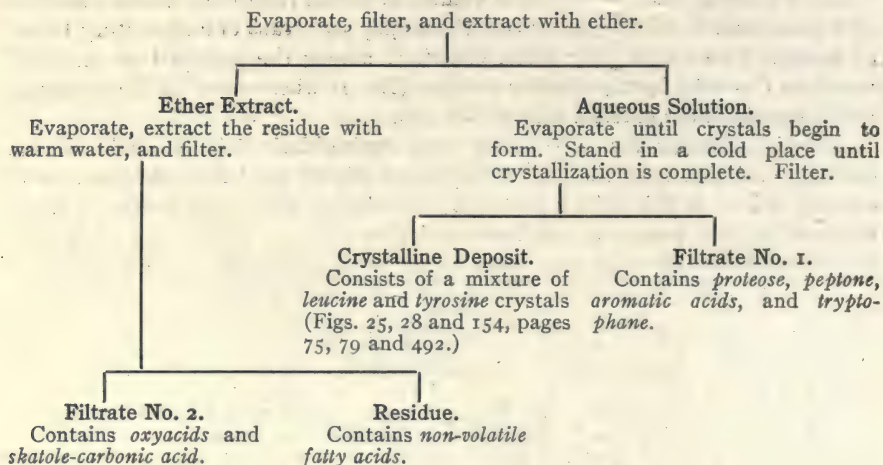 Evaporate, filter, and extract with ether.
Ether Extract.
Evaporate, extract the residue with
warm water, and filter.
Aqueous Solution.
Evaporate until crystals begin to
form. Stand in a cold place until
crystallization is complete. Filter.
Crystalline Deposit.
Consists of a mixture of
leucine and tyrosine crystals
(Figs. 25, 28 and 154, pages
75, 79 and 492.)
Filtrate No. 1.
Contains proteose, peptone,
aromatic acids, and trypto-
phane.
Filtrate No. 2.
Contains oxyacids and
skatole-carbonic acid.
Residue.
Contains non-volatile
fatty acids.